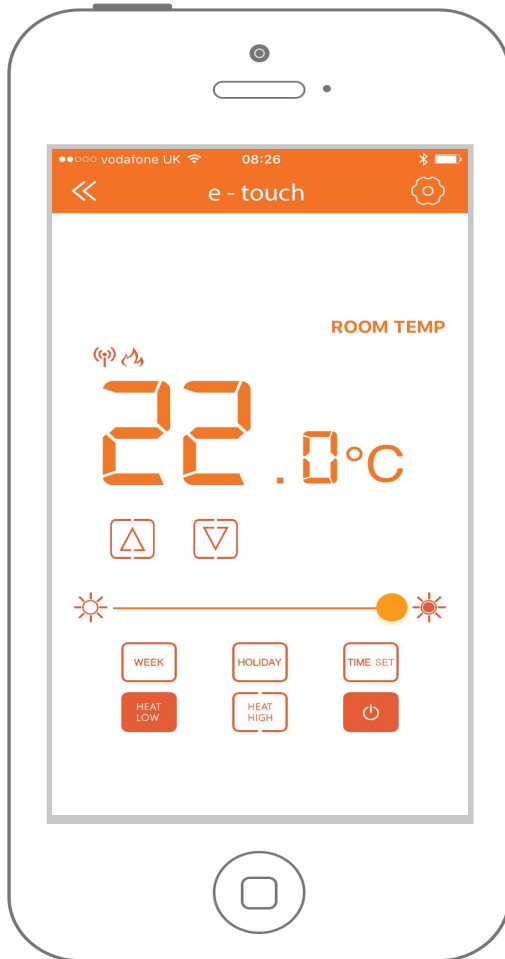 vodafone UK 08:26
e - touch
ROOM TEMP
22.0°C
WEEK HOLIDAY TIME SET
HEAT
LOW
HEAT
HIGH